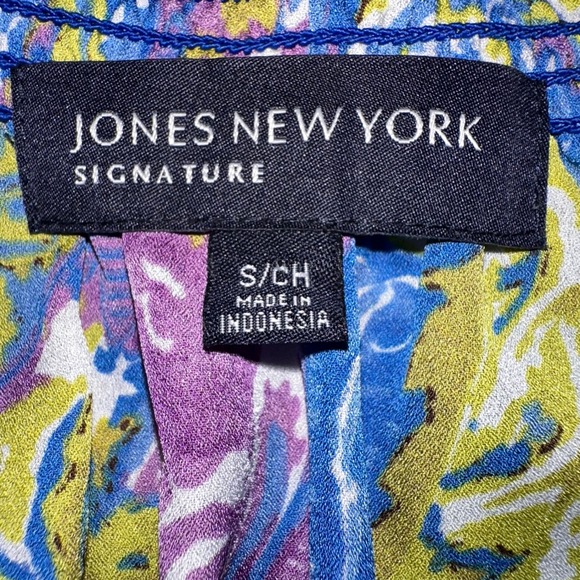 JONES NEW YORK
SIGNATURE
S/CH
MADE IN
INDONESIA